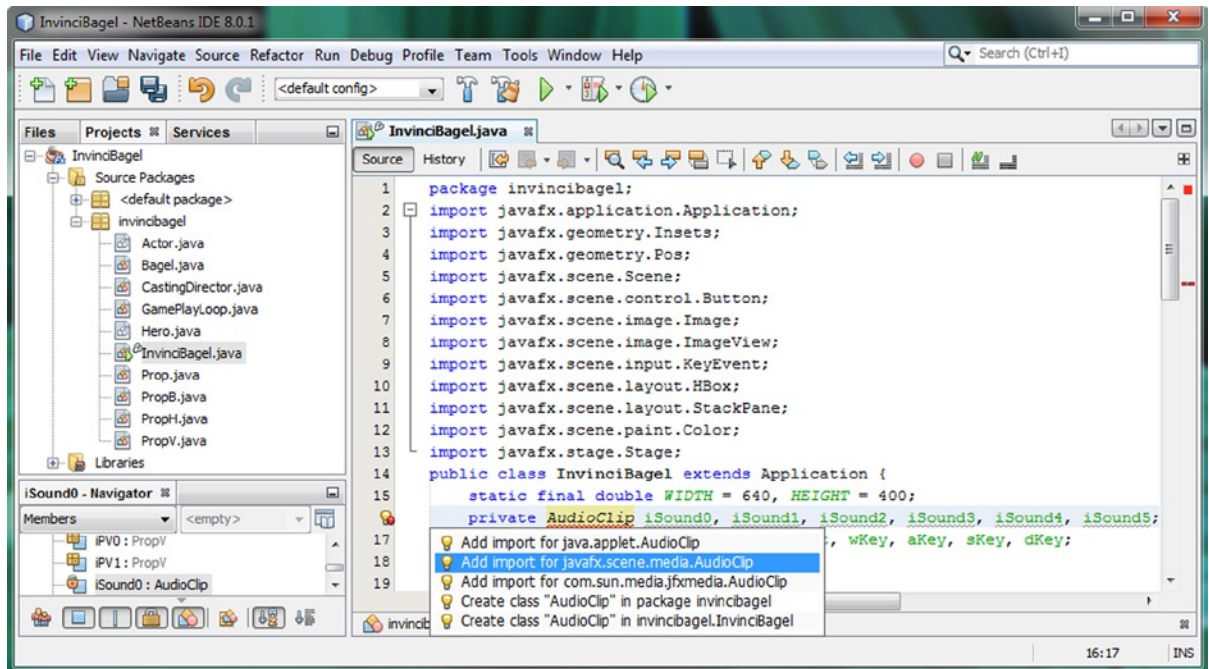 InvinciBagel - NetBeans IDE 8.0.1
File Edit View Navigate Source Refactor Run Debug Profile Team Tools Window Help
Search (Ctrl+I)
<default config>
Files Projects Services
InvinciBagel
Source Packages
<default package>
invincibagel
Actor.java
Bagel.java
CastingDirector.java
GamePlayLoop.java
Hero.java
InvinciBagel.java
Prop.java
PropB.java
PropH.java
PropV.java
Libraries
iSound0 - Navigator
Members <empty>
iPV0 : PropV
iPV1 : PropV
iSound0 : AudioClip
InvinciBagel.java
Source History
1 package invincibagel;
2 import javafx.application.Application;
3 import javafx.geometry.Insets;
4 import javafx.geometry.Pos;
5 import javafx.scene.Scene;
6 import javafx.scene.control.Button;
7 import javafx.scene.image.Image;
8 import javafx.scene.image.ImageView;
9 import javafx.scene.input.KeyEvent;
10 import javafx.scene.layout.HBox;
11 import javafx.scene.layout.StackPane;
12 import javafx.scene.paint.Color;
13 import javafx.stage.Stage;
14 public class InvinciBagel extends Application {
15 static final double WIDTH = 640, HEIGHT = 400;
private AudioClip iSound0, iSound1, iSound2, iSound3, iSound4, iSound5;
17 wKey, aKey, sKey, dKey;
18
19
Add import for java.applet.AudioClip
Add import for javafx.scene.media.AudioClip
Add import for com.sun.media.jfxmedia.AudioClip
Create class "AudioClip" in package invincibagel
Create class "AudioClip" in invincibagel.InvinciBagel
invincib
16:17 INS